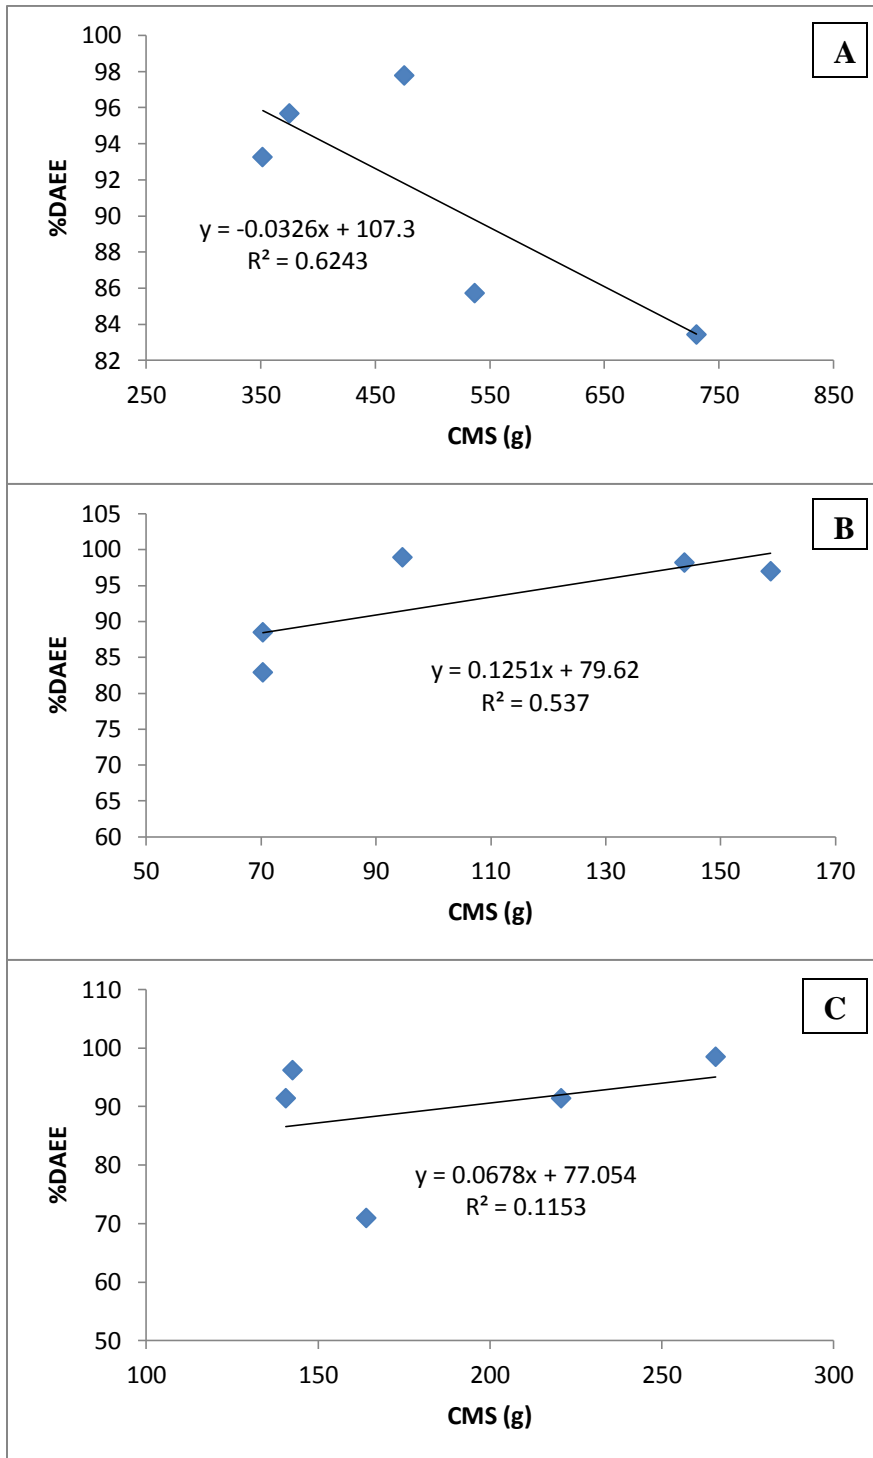 A
100
98
96
94
92
90
88
86
84
82
%DAEE
y = -0.0326x + 107.3
R² = 0.6243
250 350 450 550 650 750 850
CMS (g)
B
105
100
95
90
85
80
75
70
65
60
%DAEE
y = 0.1251x + 79.62
R² = 0.537
50 70 90 110 130 150 170
CMS (g)
C
110
100
90
80
70
60
50
%DAEE
y = 0.0678x + 77.054
R² = 0.1153
100 150 200 250 300
CMS (g)